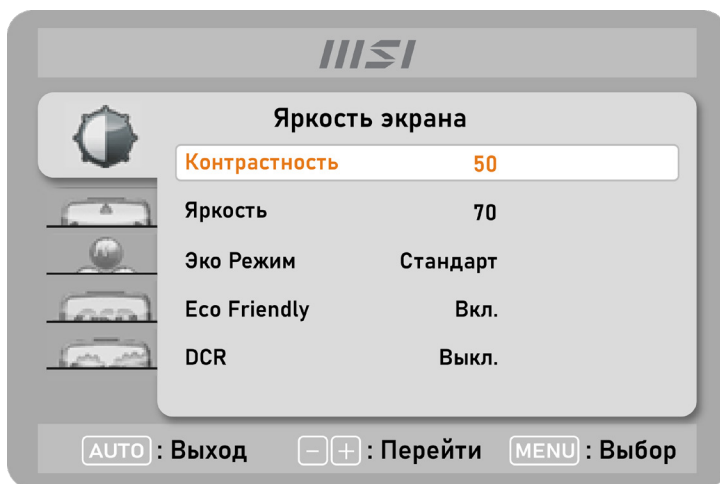 msi
Яркость экрана
Контрастность 50
Яркость 70
Эко Режим Стандарт
Eco Friendly Вкл.
DCR Выкл.
AUTO : Выход - + : Перейти MENU : Выбор